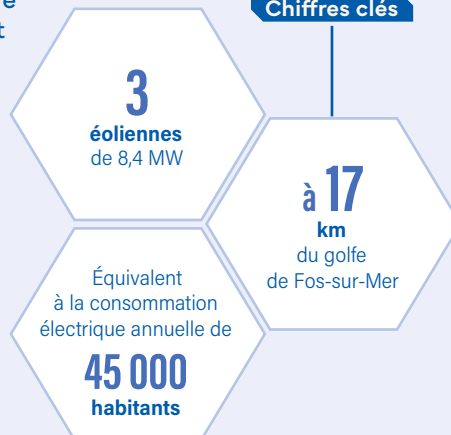 Chiffres clés
3
éoliennes
de 8,4 MW
à 17
km
du golfe
de Fos-sur-Mer
Équivalent
à la consommation
électrique annuelle de
45 000
habitants